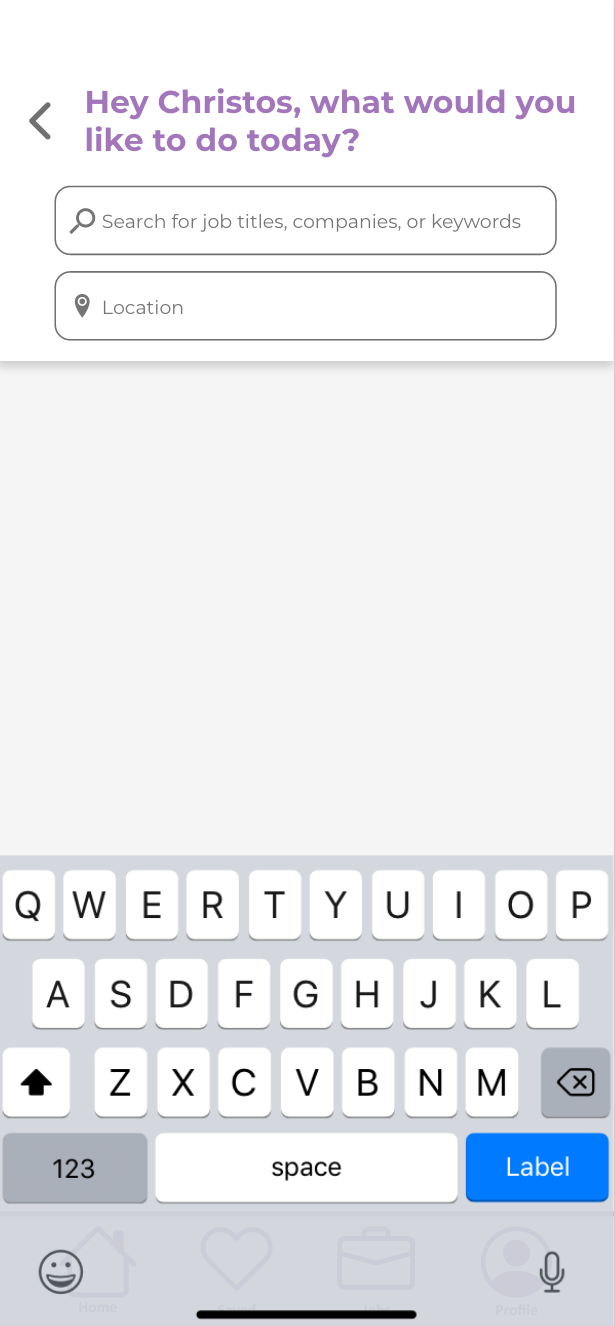 Hey Christos, what would you
like to do today?
Search for job titles, companies, or keywords
Location
Q W E R T Y U I O P
A S D F G H J K L
Z X C V B N M
123 space Label
Home Profile